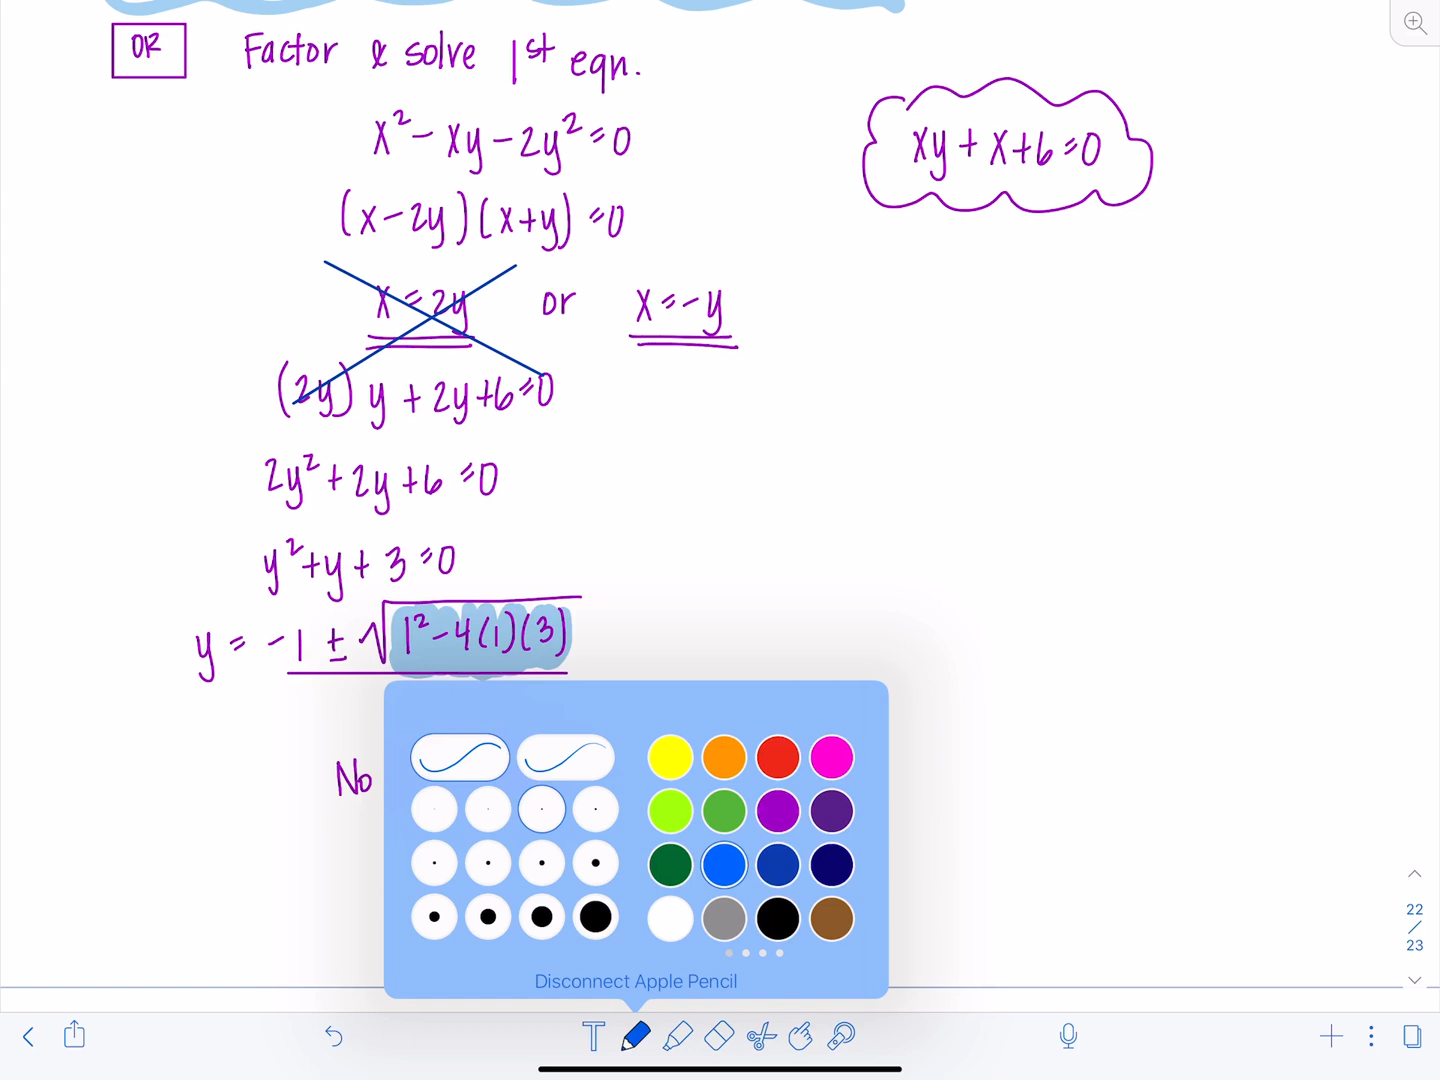 OR Factor & solve 1st eqn.
x² - xy - 2y² = 0
xy + x + 6 = 0
(x - 2y)(x + y) = 0
x = 2y or x = -y
(2y)y + 2y + 6 = 0
2y² + 2y + 6 = 0
y² + y + 3 = 0
y = -1 ± √1² - 4(1)(3)
No
Disconnect Apple Pencil
22
/
23
T